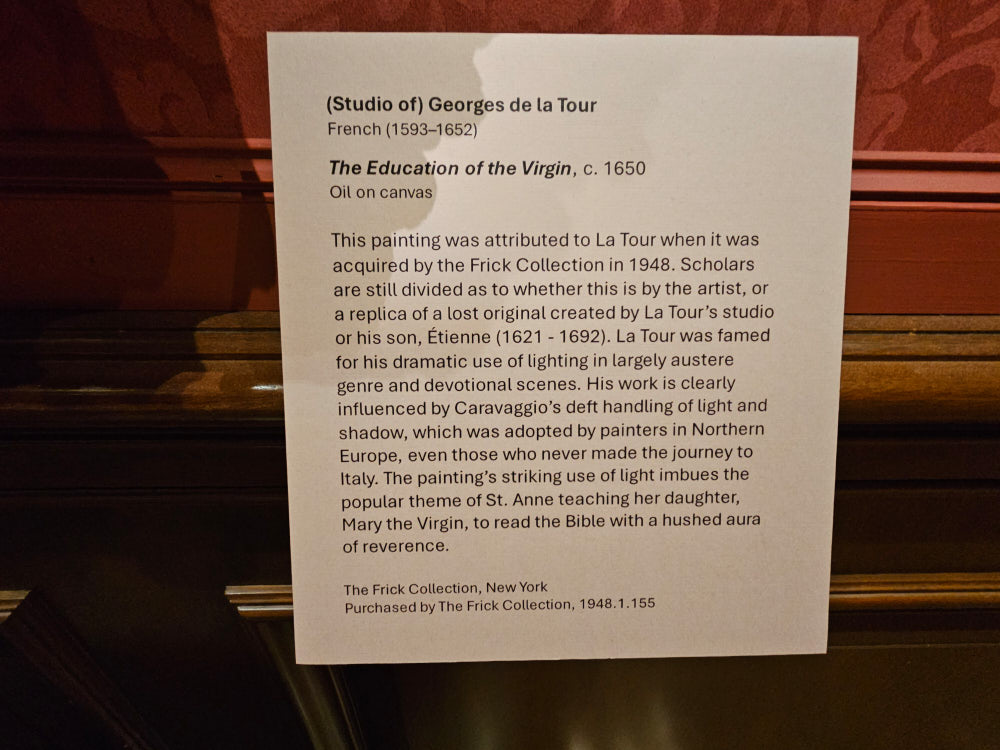 (Studio of) Georges de la Tour
French (1593–1652)
The Education of the Virgin, c. 1650
Oil on canvas
This painting was attributed to La Tour when it was
acquired by the Frick Collection in 1948. Scholars
are still divided as to whether this is by the artist, or
a replica of a lost original created by La Tour’s studio
or his son, Étienne (1621 - 1692). La Tour was famed
for his dramatic use of lighting in largely austere
genre and devotional scenes. His work is clearly
influenced by Caravaggio’s deft handling of light and
shadow, which was adopted by painters in Northern
Europe, even those who never made the journey to
Italy. The painting’s striking use of light imbues the
popular theme of St. Anne teaching her daughter,
Mary the Virgin, to read the Bible with a hushed aura
of reverence.
The Frick Collection, New York
Purchased by The Frick Collection, 1948.1.155